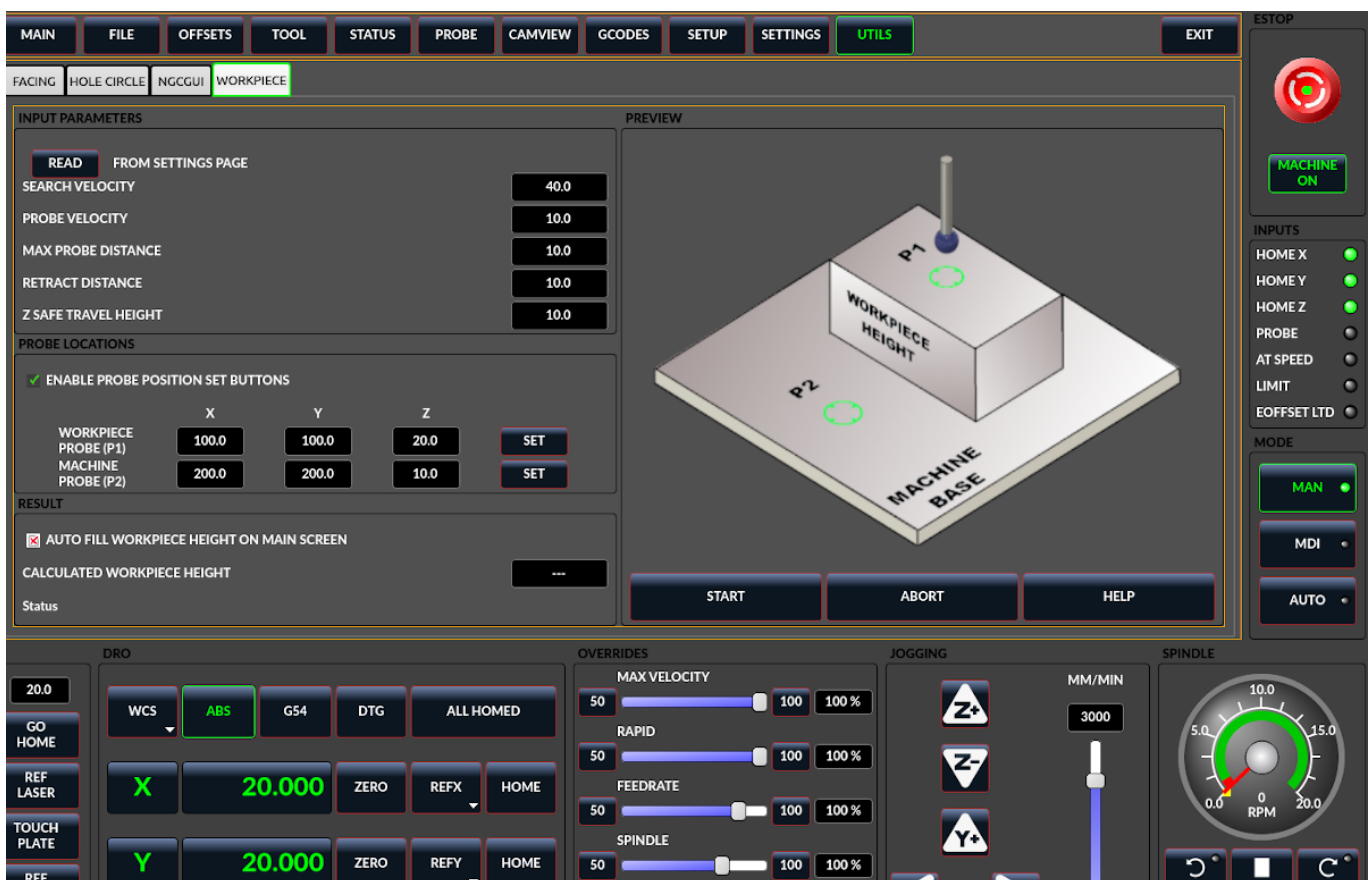 MAIN FILE OFFSETS TOOL STATUS PROBE CAMVIEW GCODES SETUP SETTINGS UTILS EXIT
ESTOP
FACING HOLE CIRCLE NGCGUI WORKPIECE
INPUT PARAMETERS
READ FROM SETTINGS PAGE
SEARCH VELOCITY 40.0
PROBE VELOCITY 10.0
MAX PROBE DISTANCE 10.0
RETRACT DISTANCE 10.0
Z SAFE TRAVEL HEIGHT 10.0
PROBE LOCATIONS
ENABLE PROBE POSITION SET BUTTONS
X Y Z
WORKPIECE
PROBE (P1) 100.0 100.0 20.0 SET
MACHINE
PROBE (P2) 200.0 200.0 10.0 SET
RESULT
AUTO FILL WORKPIECE HEIGHT ON MAIN SCREEN
CALCULATED WORKPIECE HEIGHT ---
Status
PREVIEW
P1
WORKPIECE
HEIGHT
P2
MACHINE
BASE
START ABORT HELP
MACHINE
ON
INPUTS
HOME X
HOME Y
HOME Z
PROBE
AT SPEED
LIMIT
EOFFSET LTD
MODE
MAN
MDI
AUTO
20.0
GO
HOME
REF
LASER
TOUCH
PLATE
REF
DRO
WCS ABS G54 DTG ALL HOMED
X 20.000 ZERO REFX HOME
Y 20.000 ZERO REFY HOME
OVERRIDES
MAX VELOCITY
50 100 100 %
RAPID
50 100 100 %
FEEDRATE
50 100 100 %
SPINDLE
50 100 100 %
JOGGING
MM/MIN
Z+ 3000
Z-
Y+
SPINDLE
10.0
5.0 15.0
0.0 0 20.0
RPM